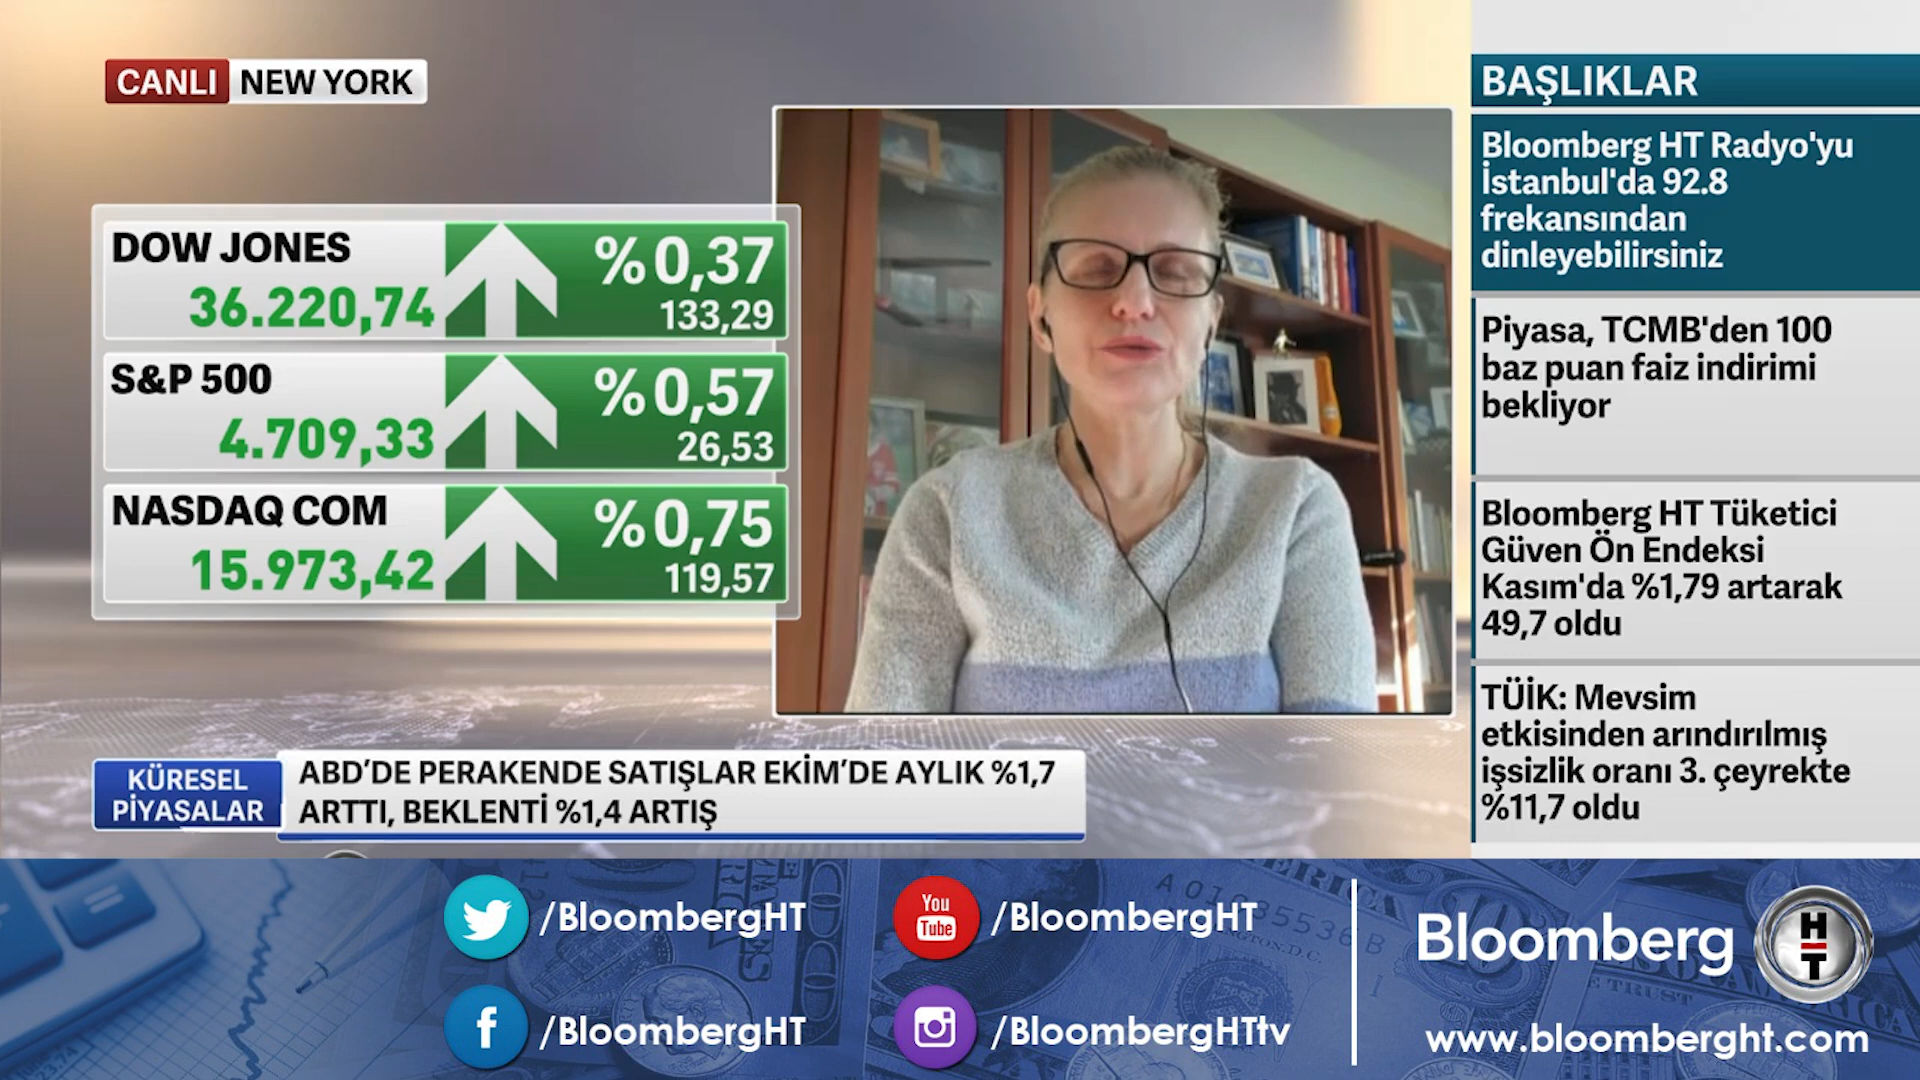 CANLI NEW YORK
DOW JONES
36.220,74
%0,37
133,29
S&P 500
4.709,33
%0,57
26,53
NASDAQ COM
15.973,42
%0,75
119,57
KÜRESEL
PİYASALAR
ABD'DE PERAKENDE SATIŞLAR EKİM'DE AYLIK %1,7
ARTTI, BEKLENTİ %1,4 ARTIŞ
BAŞLIKLAR
Bloomberg HT Radyo'yu
İstanbul'da 92.8
frekansından
dinleyebilirsiniz
Piyasa, TCMB'den 100
baz puan faiz indirimi
bekliyor
Bloomberg HT Tüketici
Güven Ön Endeksi
Kasım'da %1,79 artarak
49,7 oldu
TÜİK: Mevsim
etkisinden arındırılmış
işsizlik oranı 3. çeyrekte
%11,7 oldu
/BloombergHT
You
Tube
/BloombergHT
f
/BloombergHT
/BloombergHTtv
Bloomberg
H
T
www.bloomberght.com